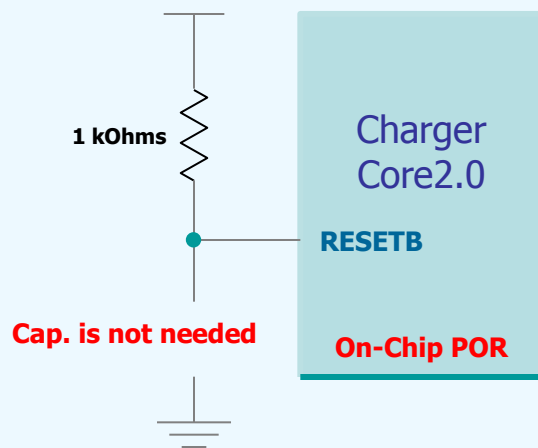 1 kOhms
Charger
Core2.0
RESETB
Cap. is not needed
On-Chip POR